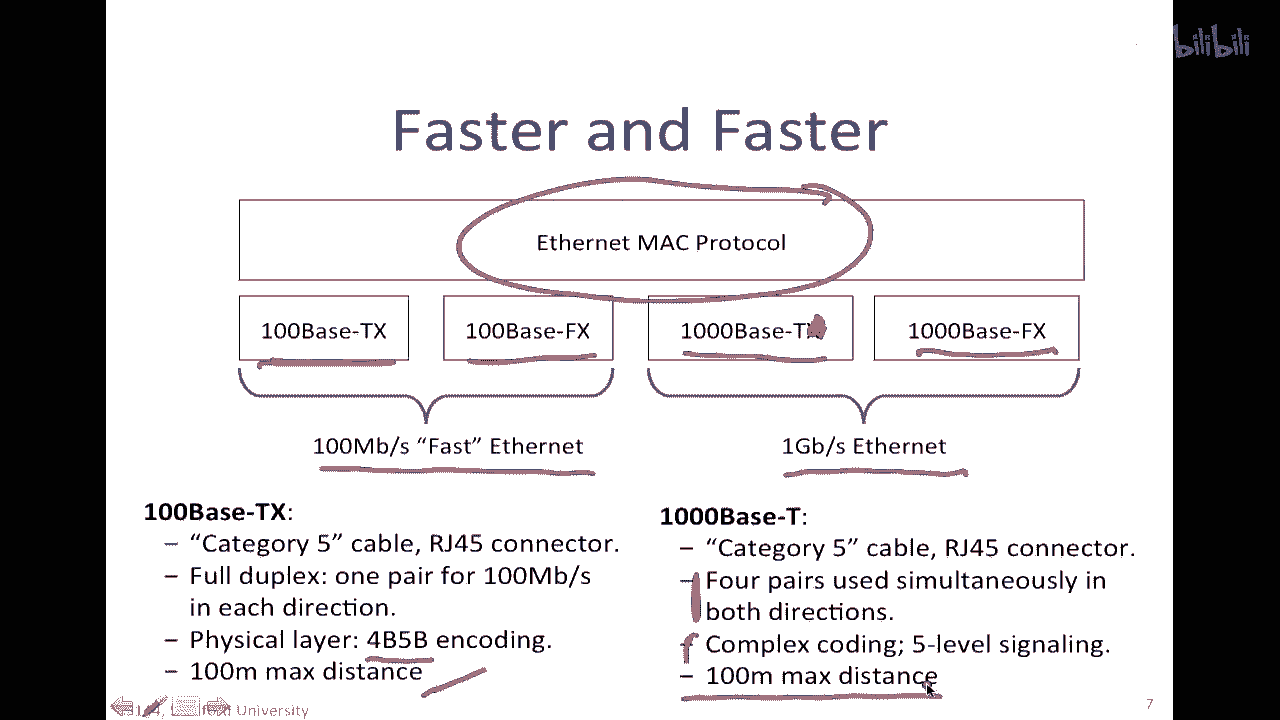 bilibili
Faster and Faster
Ethernet MAC Protocol
100Base-TX
100Base-FX
1000Base-TX
1000Base-FX
100Mb/s “Fast” Ethernet
1Gb/s Ethernet
100Base-TX:
– “Category 5” cable, RJ45 connector.
– Full duplex: one pair for 100Mb/s
in each direction.
– Physical layer: 4B5B encoding.
– 100m max distance
1000Base-T:
– “Category 5” cable, RJ45 connector.
– Four pairs used simultaneously in
both directions.
– Complex coding; 5-level signaling.
– 100m max distance
University
7